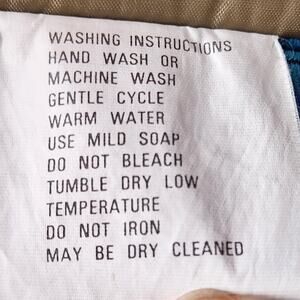 WASHING INSTRUCTIONS
HAND WASH OR
MACHINE WASH
GENTLE CYCLE
WARM WATER
USE MILD SOAP
DO NOT BLEACH
TUMBLE DRY LOW
TEMPERATURE
DO NOT IRON
MAY BE DRY CLEANED